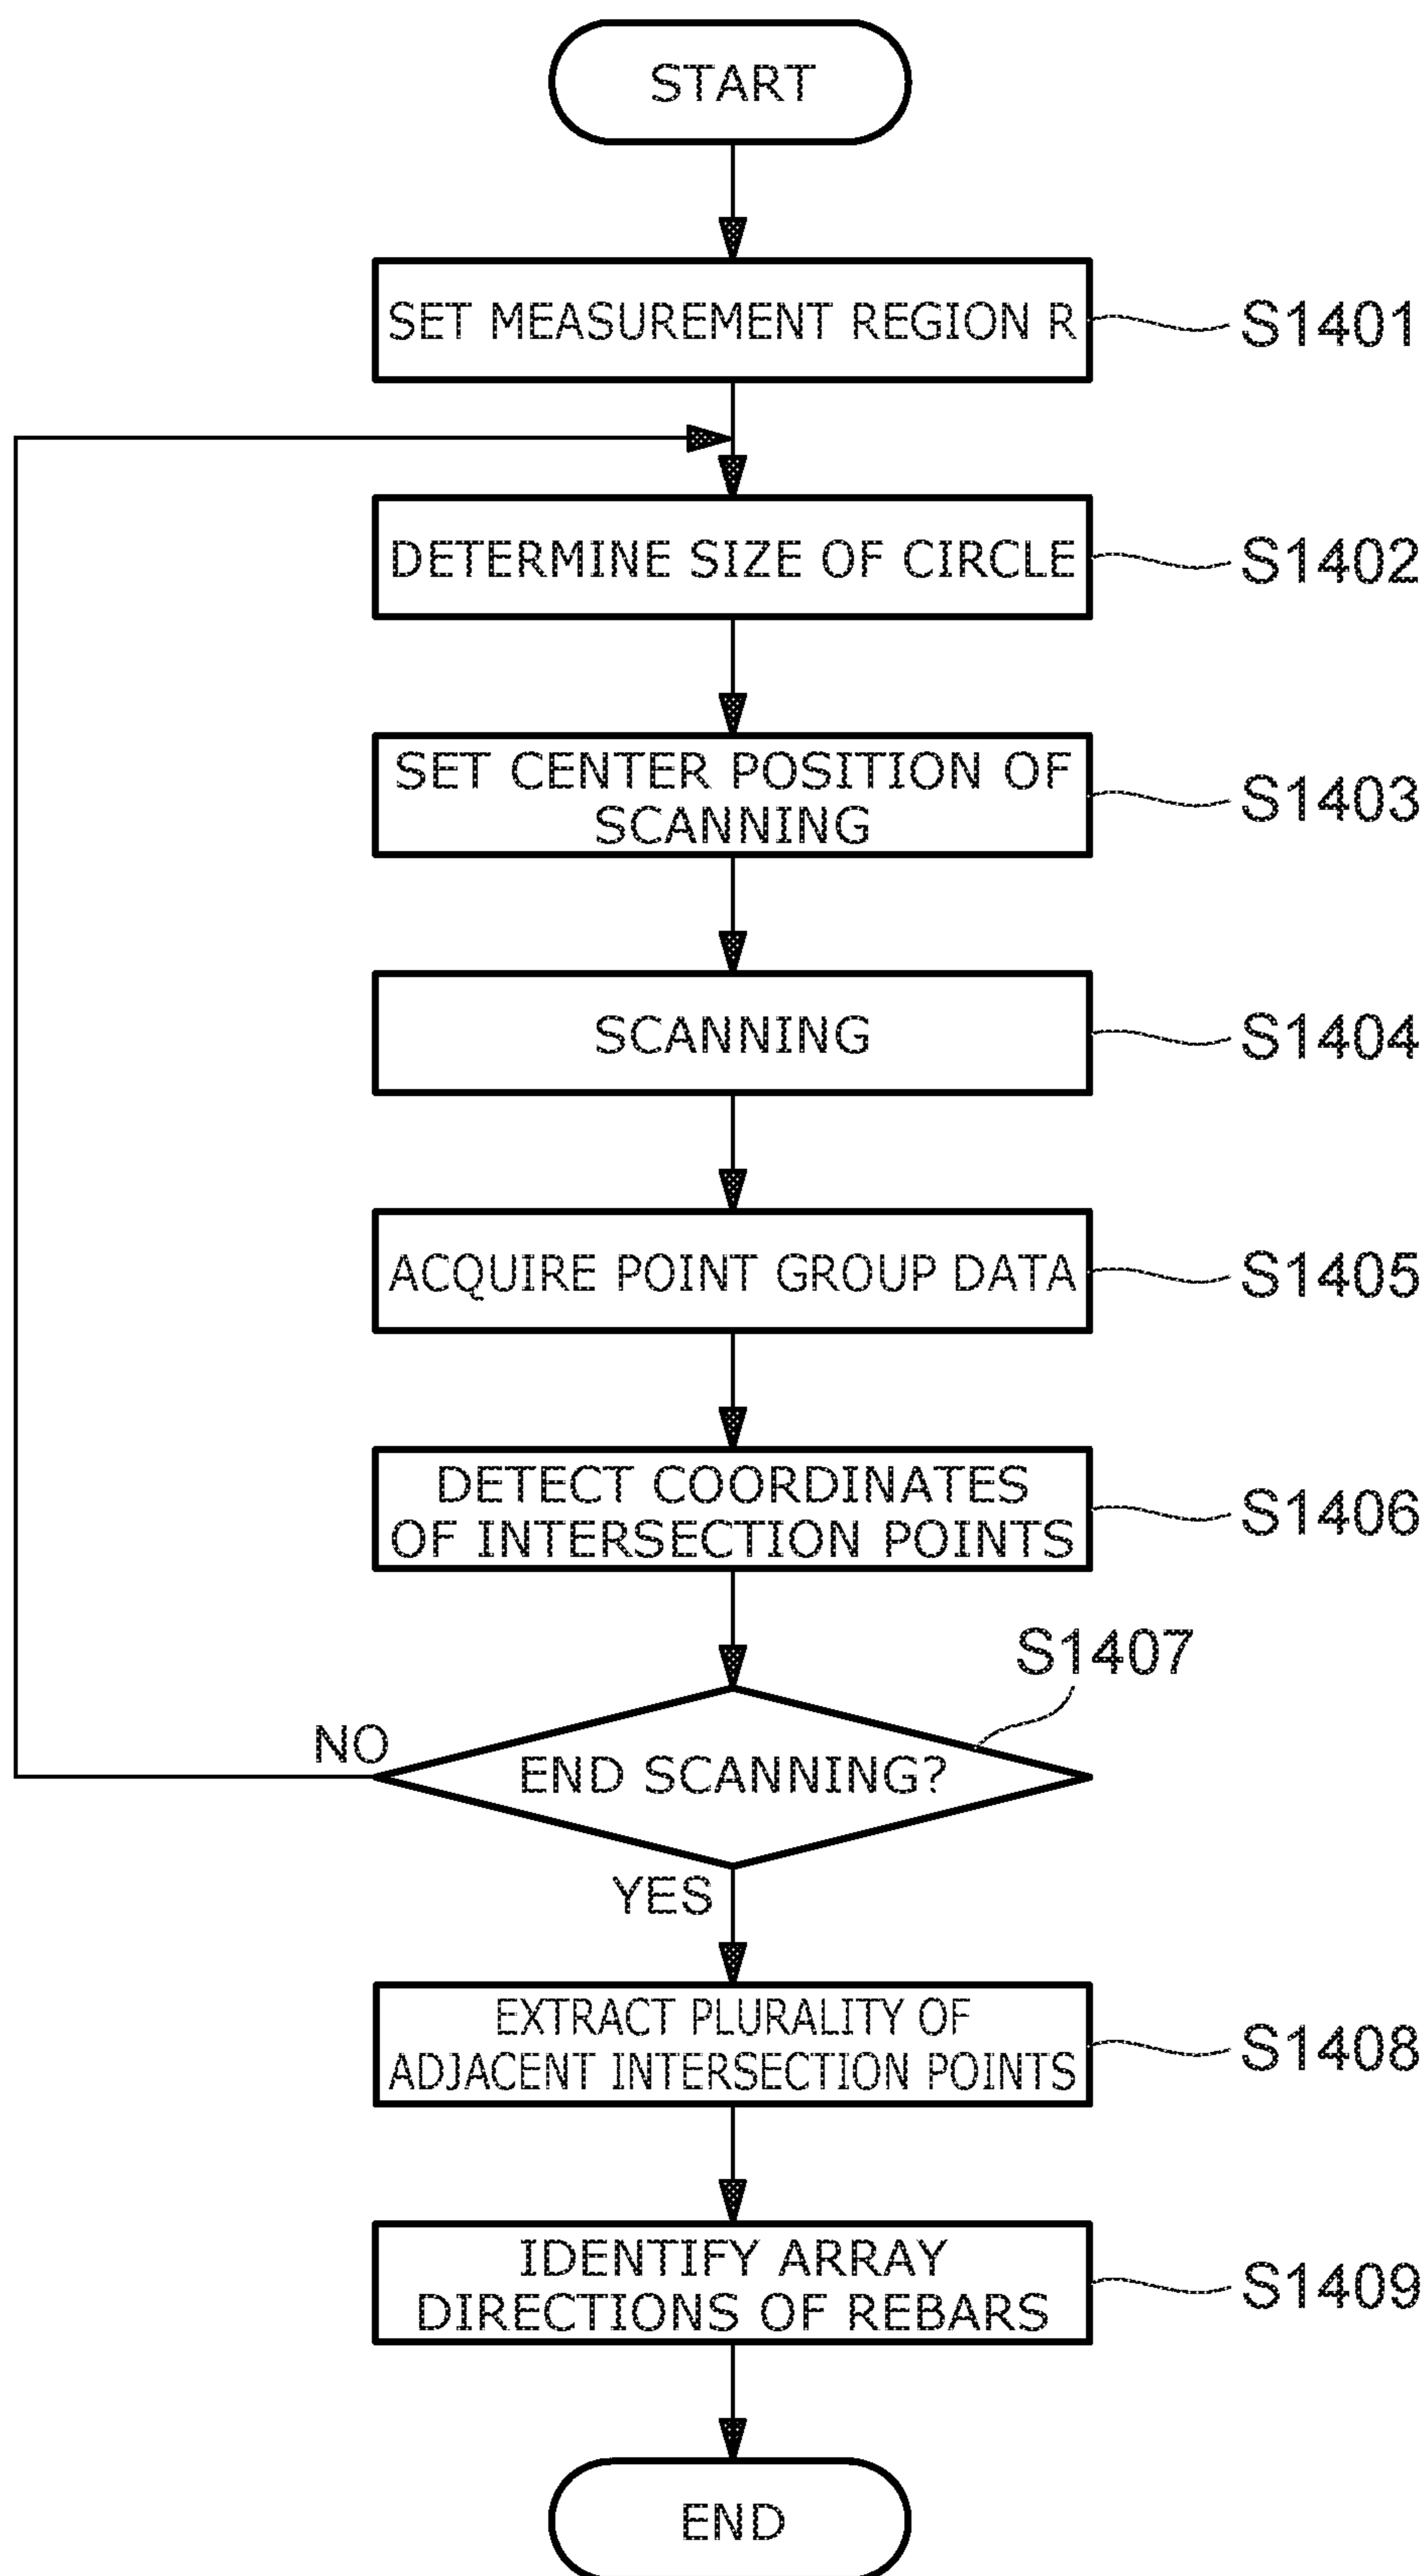 START
SET MEASUREMENT REGION R
S1401
DETERMINE SIZE OF CIRCLE
S1402
SET CENTER POSITION OF
SCANNING
S1403
SCANNING
S1404
ACQUIRE POINT GROUP DATA
S1405
DETECT COORDINATES
OF INTERSECTION POINTS
S1406
S1407
NO
END SCANNING?
YES
EXTRACT PLURALITY OF
ADJACENT INTERSECTION POINTS
S1408
IDENTIFY ARRAY
DIRECTIONS OF REBARS
S1409
END